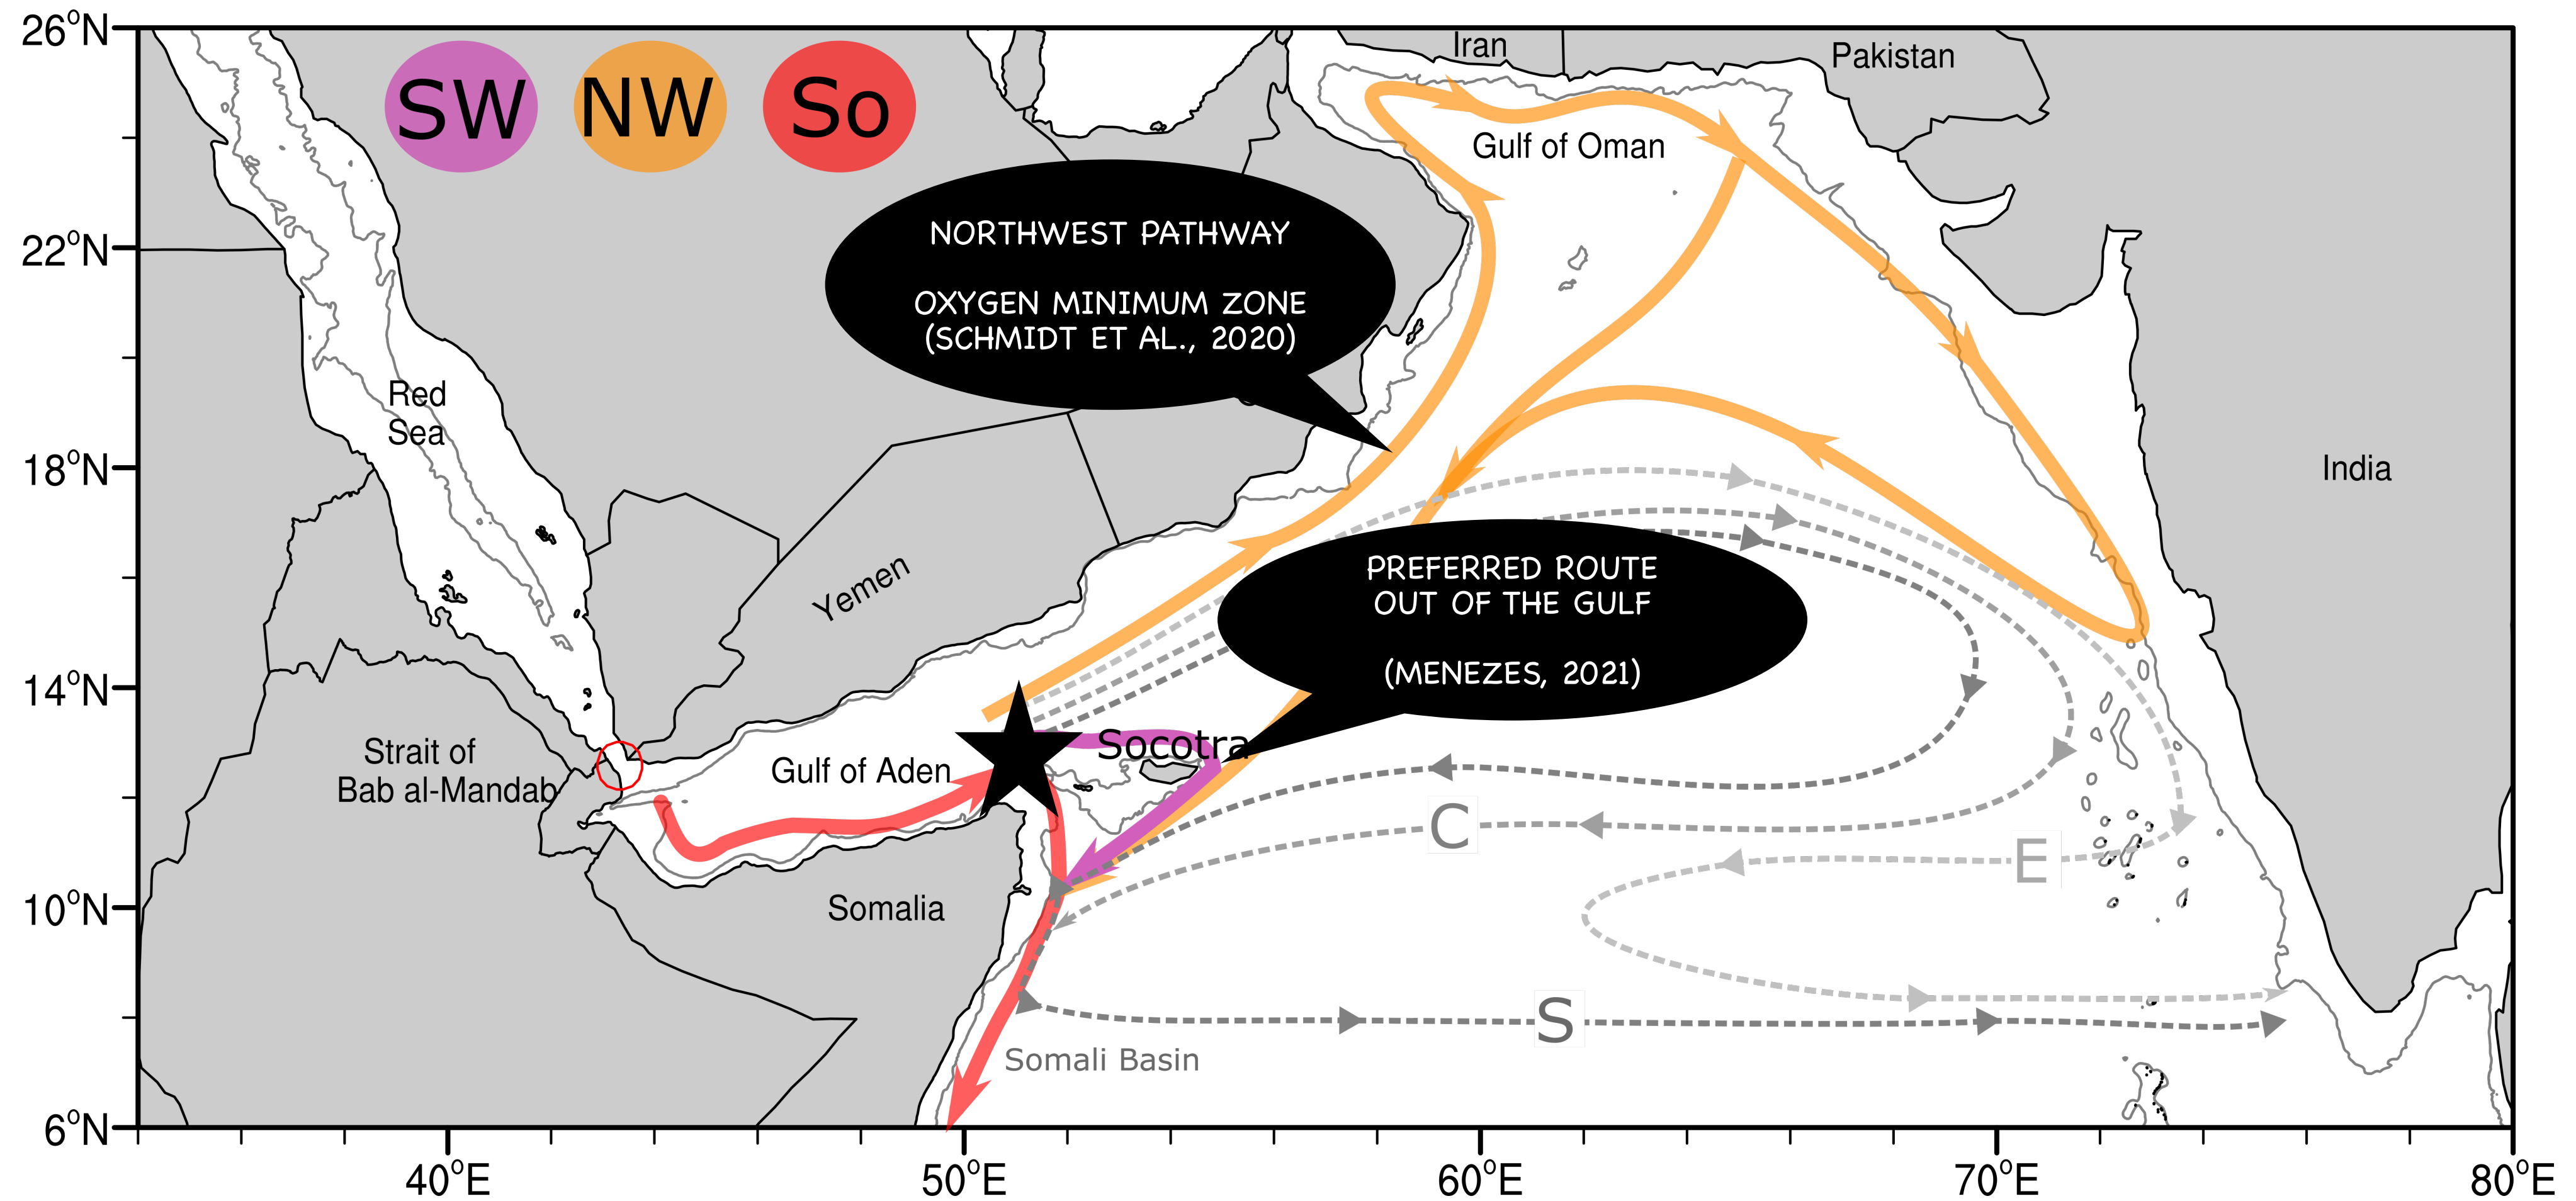 26°N
22°N
18°N
14°N
10°N
6°N
40°E
50°E
60°E
70°E
80°E
SW
NW
So
Iran
Pakistan
Gulf of Oman
NORTHWEST PATHWAY
OXYGEN MINIMUM ZONE
(SCHMIDT ET AL., 2020)
Red
Sea
India
Yemen
PREFERRED ROUTE
OUT OF THE GULF
(MENEZES, 2021)
Strait of
Bab al-Mandab
Gulf of Aden
Socotra
C
E
Somalia
S
Somali Basin